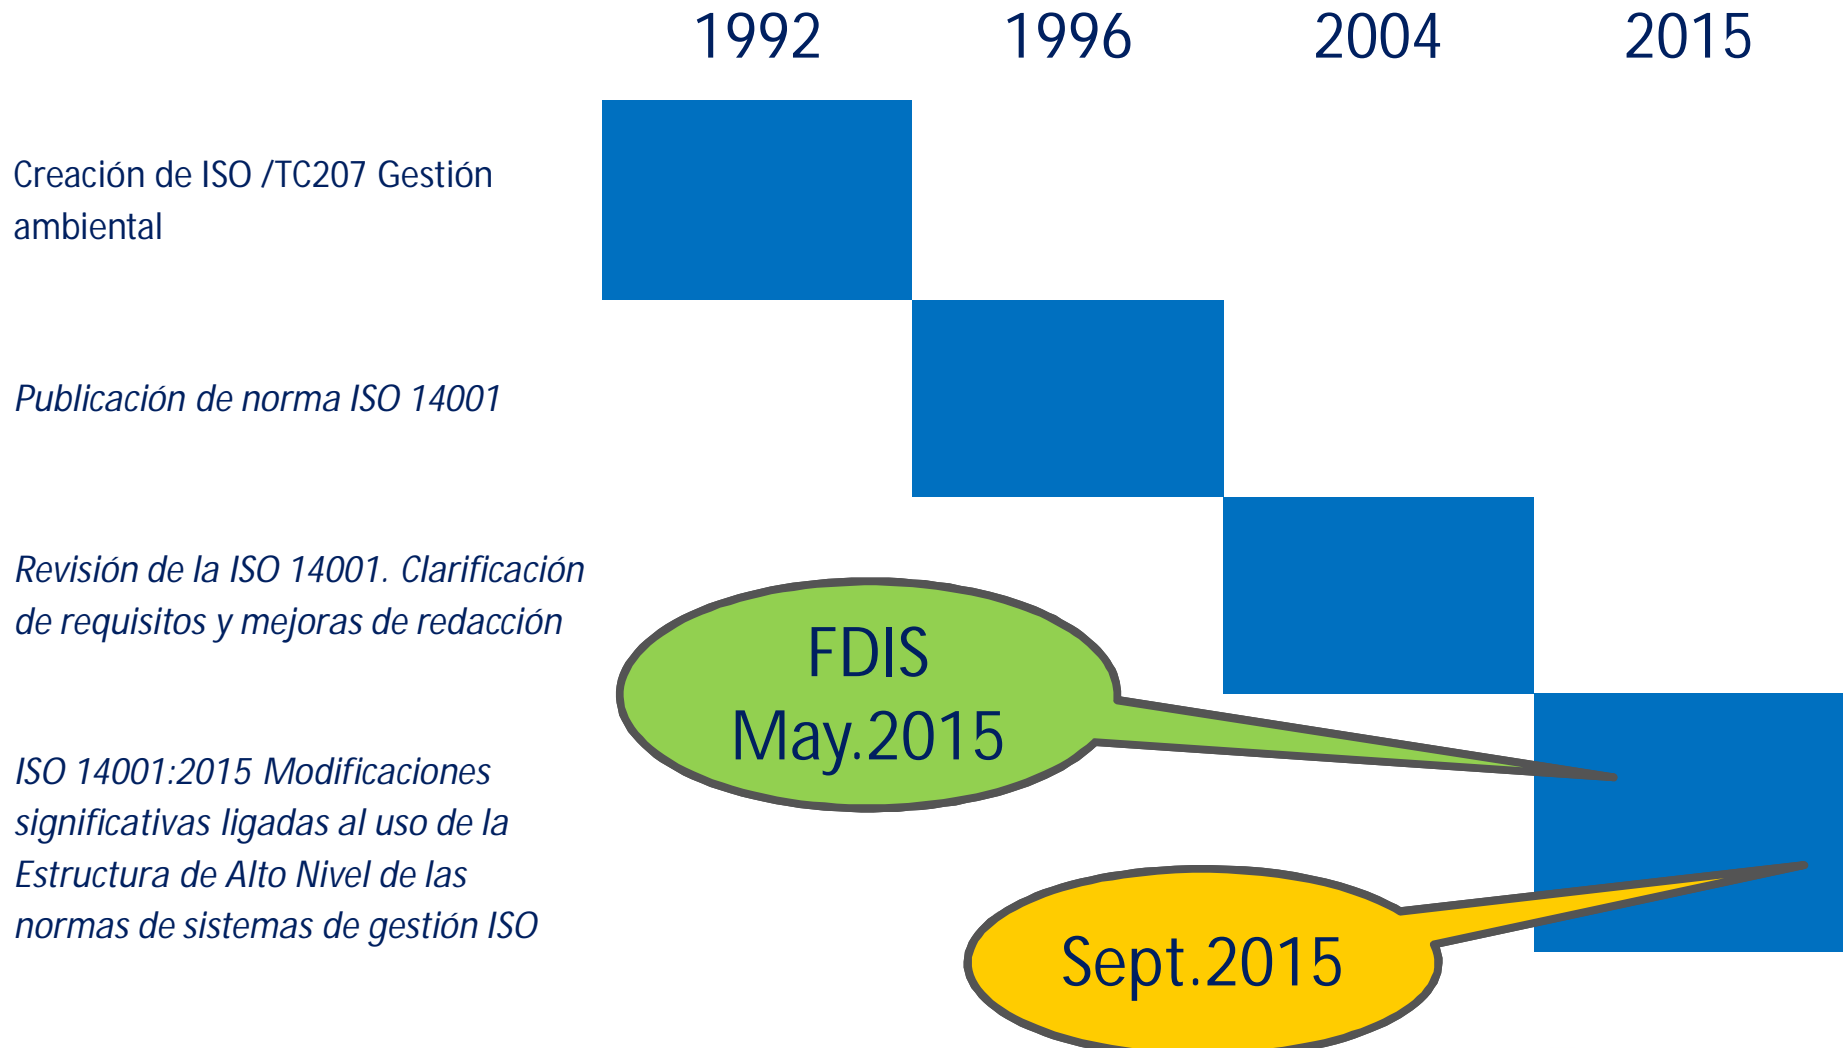 1992 1996 2004 2015
Creación de ISO /TC207 Gestión
ambiental
Publicación de norma ISO 14001
Revisión de la ISO 14001. Clarificación
de requisitos y mejoras de redacción
FDIS
May.2015
ISO 14001:2015 Modificaciones
significativas ligadas al uso de la
Estructura de Alto Nivel de las
normas de sistemas de gestión ISO
Sept.2015